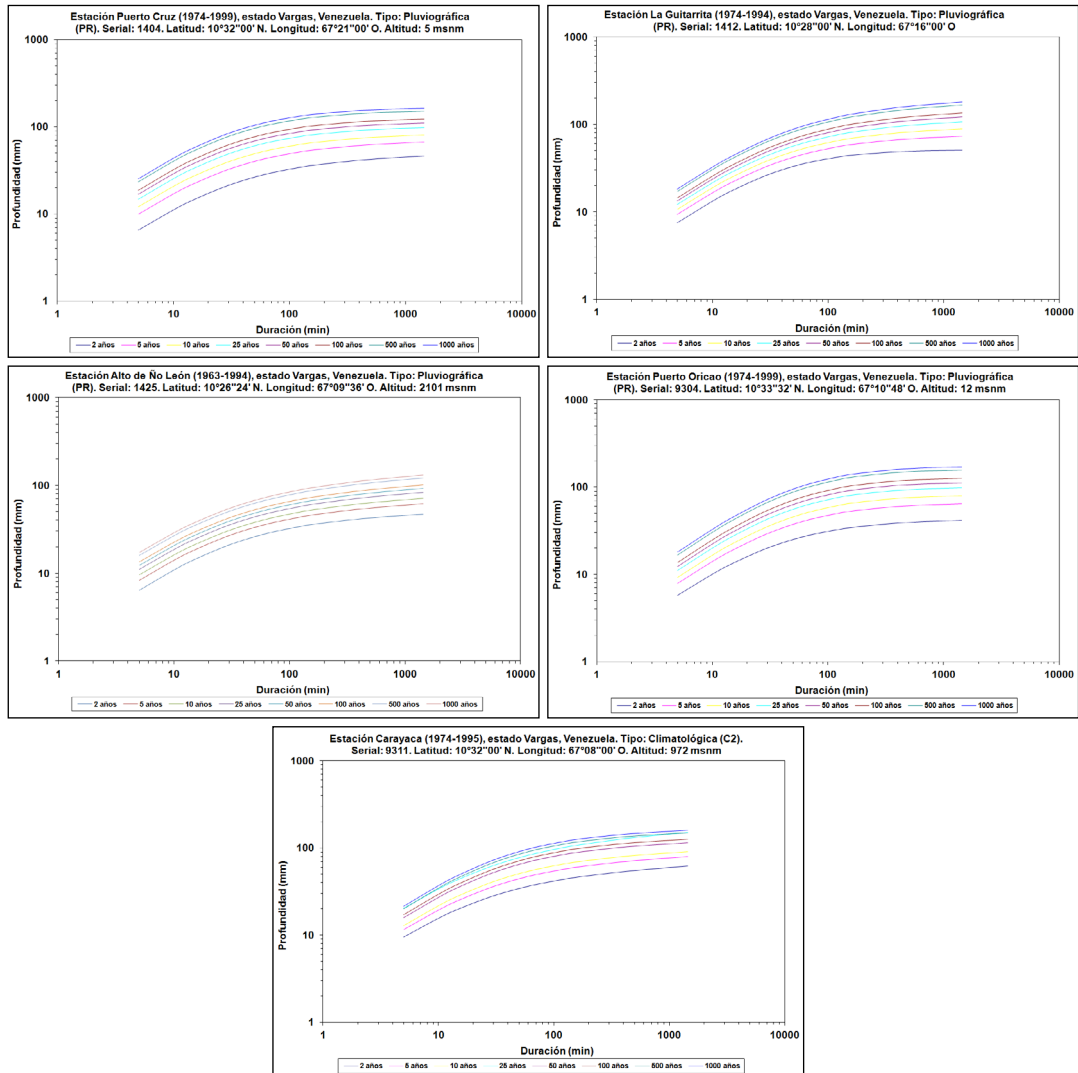 Estación Puerto Cruz (1974-1999), estado Vargas, Venezuela. Tipo: Pluviográfica
(PR). Serial: 1404. Latitud: 10°32"00' N. Longitud: 67°21"00' O. Altitud: 5 msnm
Profundidad (mm)
1000
100
10
1
1 10 100 1000 10000
Duración (min)
2 años 5 años 10 años 25 años 50 años 100 años 500 años 1000 años
Estación La Guitarrita (1974-1994), estado Vargas, Venezuela. Tipo: Pluviográfica
(PR). Serial: 1412. Latitud: 10°28"00' N. Longitud: 67°16"00' O
Profundidad (mm)
1000
100
10
1
1 10 100 1000 10000
Duración (min)
2 años 5 años 10 años 25 años 50 años 100 años 500 años 1000 años
Estación Alto de Ño León (1963-1994), estado Vargas, Venezuela. Tipo: Pluviográfica
(PR). Serial: 1425. Latitud: 10°26"24' N. Longitud: 67°09"36' O. Altitud: 2101 msnm
Profundidad (mm)
1000
100
10
1
1 10 100 1000 10000
Duración (min)
2 años 5 años 10 años 25 años 50 años 100 años 500 años 1000 años
Estación Puerto Oricao (1974-1999), estado Vargas, Venezuela. Tipo: Pluviográfica
(PR). Serial: 9304. Latitud: 10°33"32' N. Longitud: 67°10"48' O. Altitud: 12 msnm
Profundidad (mm)
1000
100
10
1
1 10 100 1000 10000
Duración (min)
2 años 5 años 10 años 25 años 50 años 100 años 500 años 1000 años
Estación Carayaca (1974-1995), estado Vargas, Venezuela. Tipo: Climatológica (C2).
Serial: 9311. Latitud: 10°32"00' N. Longitud: 67°08"00' O. Altitud: 972 msnm
Profundidad (mm)
1000
100
10
1
1 10 100 1000 10000
Duración (min)
2 años 5 años 10 años 25 años 50 años 100 años 500 años 1000 años